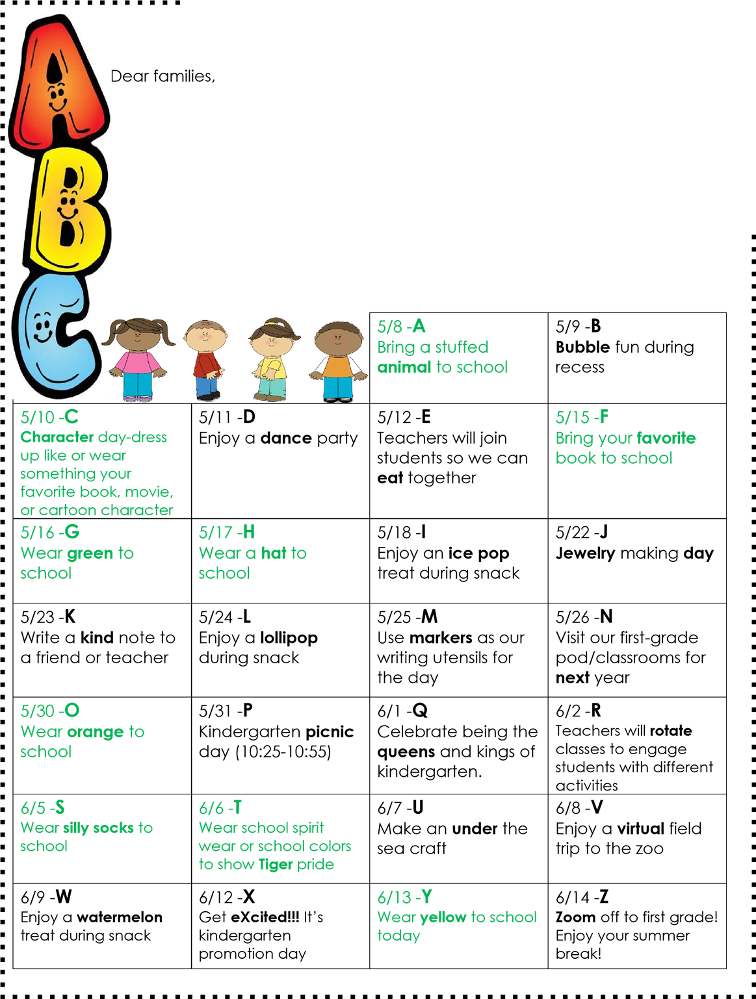 A
B
C
Dear families,
5/8 -A
Bring a stuffed
animal to school
5/9 -B
Bubble fun during
recess
5/10 -C
Character day-dress
up like or wear
something your
favorite book, movie,
or cartoon character
5/11 -D
Enjoy a dance party
5/12 -E
Teachers will join
students so we can
eat together
5/15 -F
Bring your favorite
book to school
5/16 -G
Wear green to
school
5/17 -H
Wear a hat to
school
5/18 -I
Enjoy an ice pop
treat during snack
5/22 -J
Jewelry making day
5/23 -K
Write a kind note to
a friend or teacher
5/24 -L
Enjoy a lollipop
during snack
5/25 -M
Use markers as our
writing utensils for
the day
5/26 -N
Visit our first-grade
pod/classrooms for
next year
5/30 -O
Wear orange to
school
5/31 -P
Kindergarten picnic
day (10:25-10:55)
6/1 -Q
Celebrate being the
queens and kings of
kindergarten.
6/2 -R
Teachers will rotate
classes to engage
students with different
activities
6/5 -S
Wear silly socks to
school
6/6 -T
Wear school spirit
wear or school colors
to show Tiger pride
6/7 -U
Make an under the
sea craft
6/8 -V
Enjoy a virtual field
trip to the zoo
6/9 -W
Enjoy a watermelon
treat during snack
6/12 -X
Get eXcited!!! It’s
kindergarten
promotion day
6/13 -Y
Wear yellow to school
today
6/14 -Z
Zoom off to first grade!
Enjoy your summer
break!